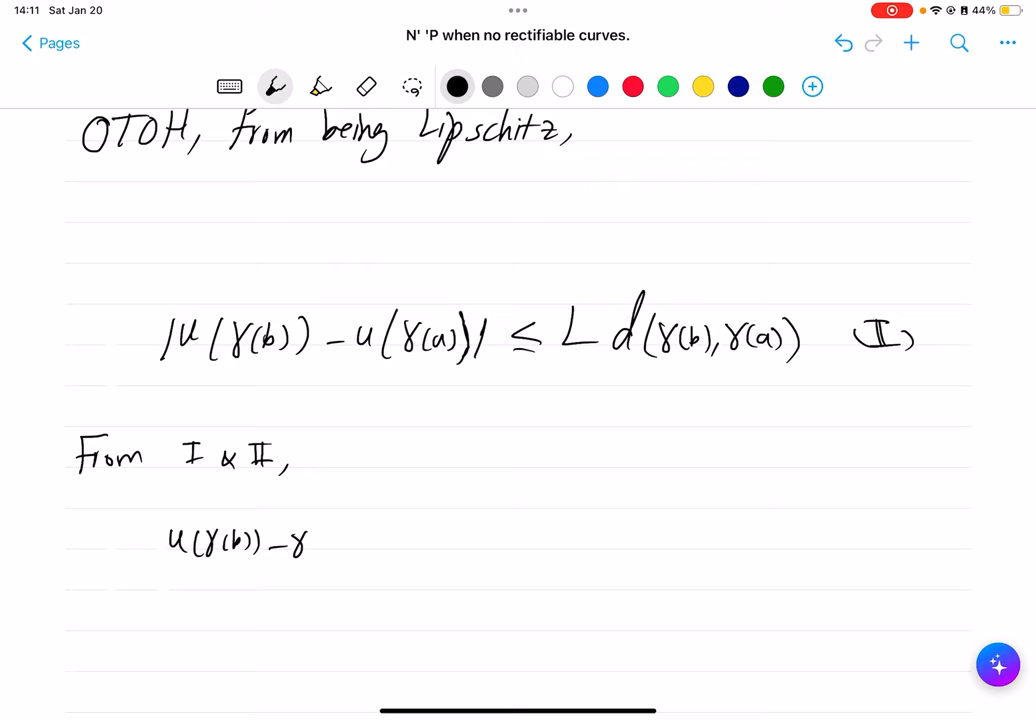 14:11 Sat Jan 20
44%
Pages
N' 'P when no rectifiable curves.
OTOH, from being Lipschitz,
|u(γ(b)) - u(γ(a))| ≤ L d(γ(b), γ(a)) (II)
From I & II,
u(γ(b)) - γ